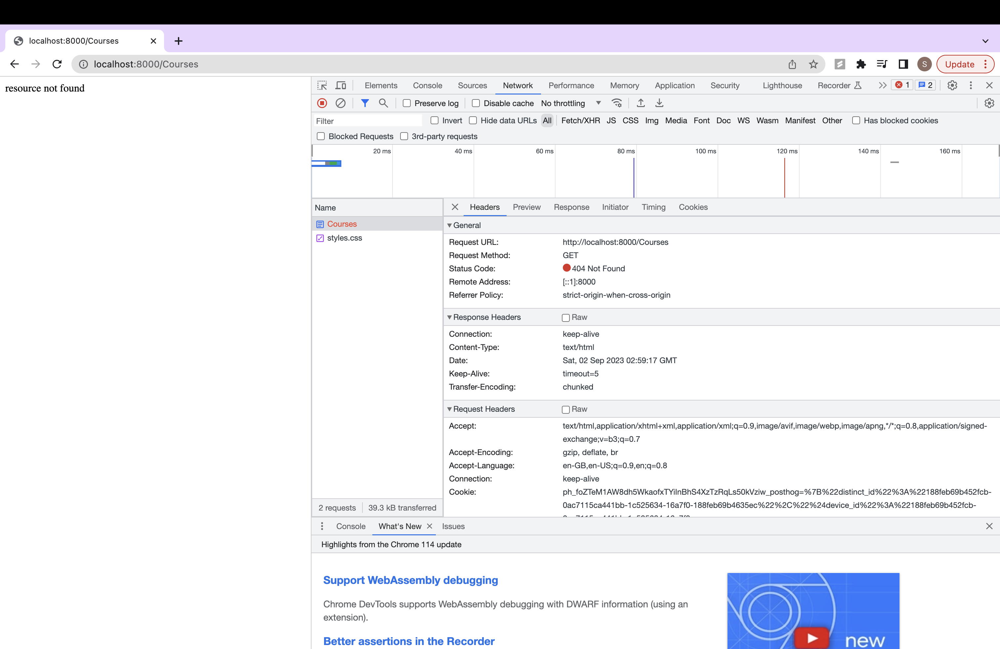 localhost:8000/Courses
localhost:8000/Courses
S
Update
resource not found
Elements Console Sources Network Performance Memory Application Security Lighthouse Recorder 1 2
Preserve log Disable cache No throttling
Filter Invert Hide data URLs All Fetch/XHR JS CSS Img Media Font Doc WS Wasm Manifest Other Has blocked cookies
Blocked Requests 3rd-party requests
20 ms 40 ms 60 ms 80 ms 100 ms 120 ms 140 ms 160 ms
Name
Courses
styles.css
2 requests 39.3 kB transferred
Headers Preview Response Initiator Timing Cookies
General
Request URL: http://localhost:8000/Courses
Request Method: GET
Status Code: 404 Not Found
Remote Address: [::1]:8000
Referrer Policy: strict-origin-when-cross-origin
Response Headers Raw
Connection: keep-alive
Content-Type: text/html
Date: Sat, 02 Sep 2023 02:59:17 GMT
Keep-Alive: timeout=5
Transfer-Encoding: chunked
Request Headers Raw
Accept: text/html,application/xhtml+xml,application/xml;q=0.9,image/avif,image/webp,image/apng,*/*;q=0.8,application/signed-
exchange;v=b3;q=0.7
Accept-Encoding: gzip, deflate, br
Accept-Language: en-GB,en-US;q=0.9,en;q=0.8
Connection: keep-alive
Cookie: ph_foZTeM1AW8dh5WkaofxTYiInBhS4XzTzRqLs50kVziw_posthog=%7B%22distinct_id%22%3A%22188feb69b452fcb-
0ac7115ca441bb-1c525634-16a7f0-188feb69b4635ec%22%2C%22%24device_id%22%3A%22188feb69b452fcb-
Console What's New Issues
Highlights from the Chrome 114 update
Support WebAssembly debugging
Chrome DevTools supports WebAssembly debugging with DWARF information (using an
extension).
Better assertions in the Recorder
new